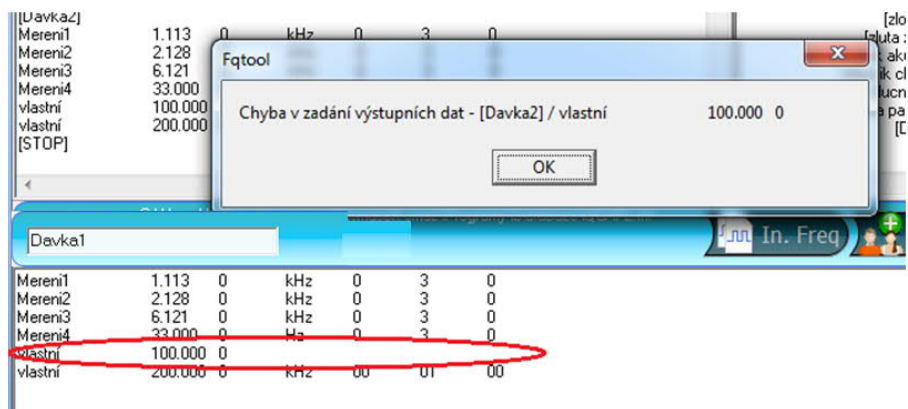 [Davka2]
Mereni1 1.113 0 kHz 0 3 0
Mereni2 2.128
Mereni3 6.121
Mereni4 33.000
vlastní 100.000
vlastní 200.000
[STOP]
[zlo
Fqtool
Chyba v zadání výstupních dat - [Davka2] / vlastní 100.000 0
OK
Davka1
In. Freq
Mereni1 1.113 0 kHz 0 3 0
Mereni2 2.128 0 kHz 0 3 0
Mereni3 6.121 0 kHz 0 3 0
Mereni4 33.000 0 Hz 0 3 0
vlastní 100.000 0
vlastní 200.000 0 kHz 00 01 00